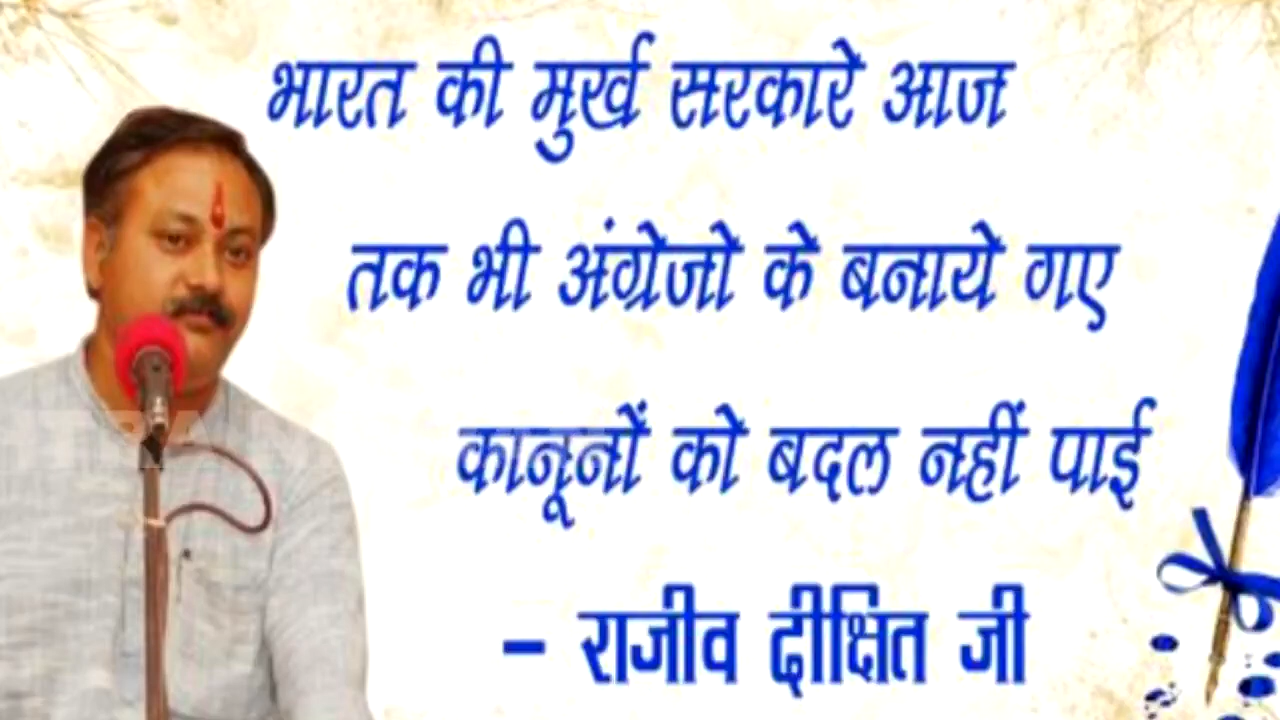 भारत की मुर्ख सरकारे आज
तक भी अंग्रेजो के बनाये गए
कानूनों को बदल नहीं पाई
- राजीव दीक्षित जी